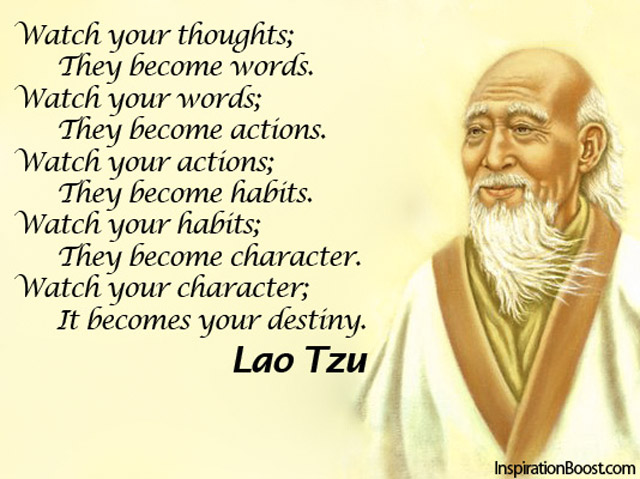 Watch your thoughts;
They become words.
Watch your words;
They become actions.
Watch your actions;
They become habits.
Watch your habits;
They become character.
Watch your character;
It becomes your destiny.
Lao Tzu
InspirationBoost.com